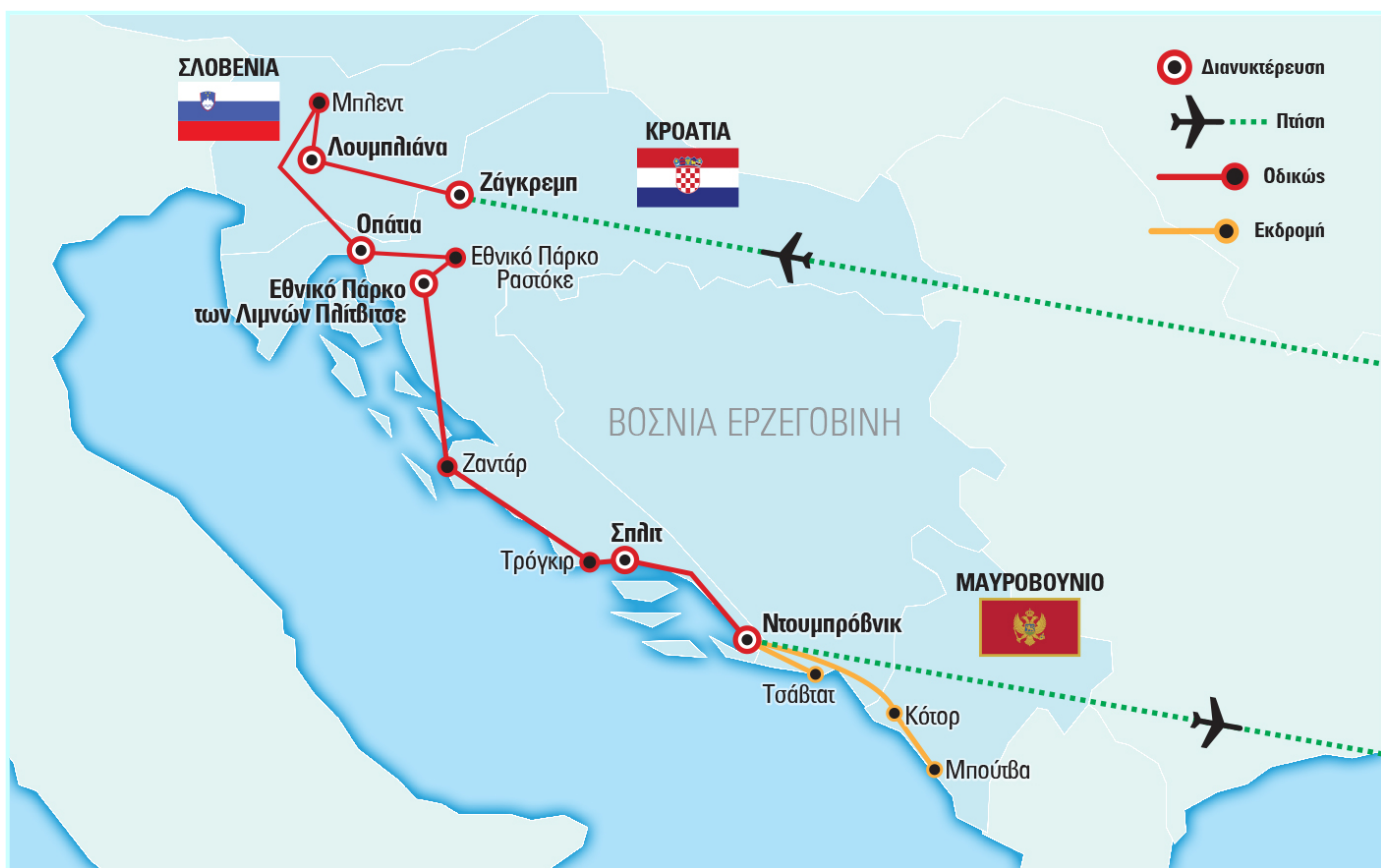 ΣΛΟΒΕΝΙΑ
Μπλεντ
Λουμπλιάνα
ΚΡΟΑΤΙΑ
Ζάγκρεμπ
Διανυκτέρευση
Πτήση
Οδικώς
Εκδρομή
Οπάτια
Εθνικό Πάρκο
Ραστόκε
Εθνικό Πάρκο
των Λιμνών Πλίτβιτσε
ΒΟΣΝΙΑ ΕΡΖΕΓΟΒΙΝΗ
Ζαντάρ
Τρόγκιρ
Σπλιτ
ΜΑΥΡΟΒΟΥΝΙΟ
Ντουμπρόβνικ
Τσάβτατ
Κότορ
Μπούτβα